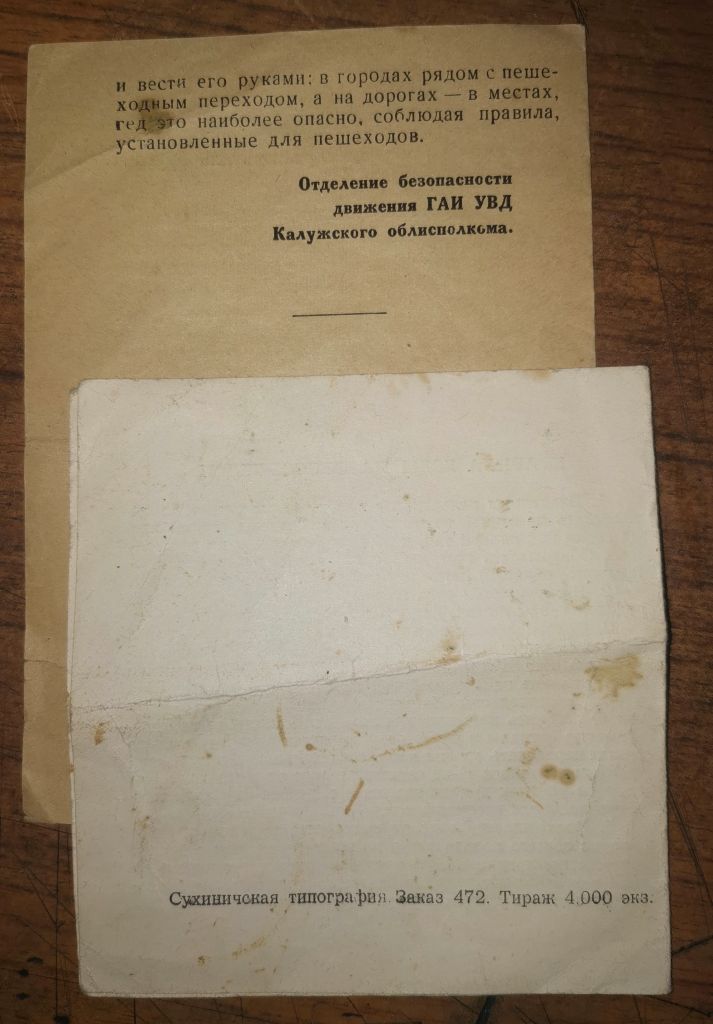 и вести его руками: в городах рядом с пеше-
ходным переходом, а на дорогах — в местах,
гед это наиболее опасно, соблюдая правила,
установленные для пешеходов.
Отделение безопасности
движения ГАИ УВД
Калужского облисполкома.
Сухиничская типография. Заказ 472. Тираж 4.000 экз.